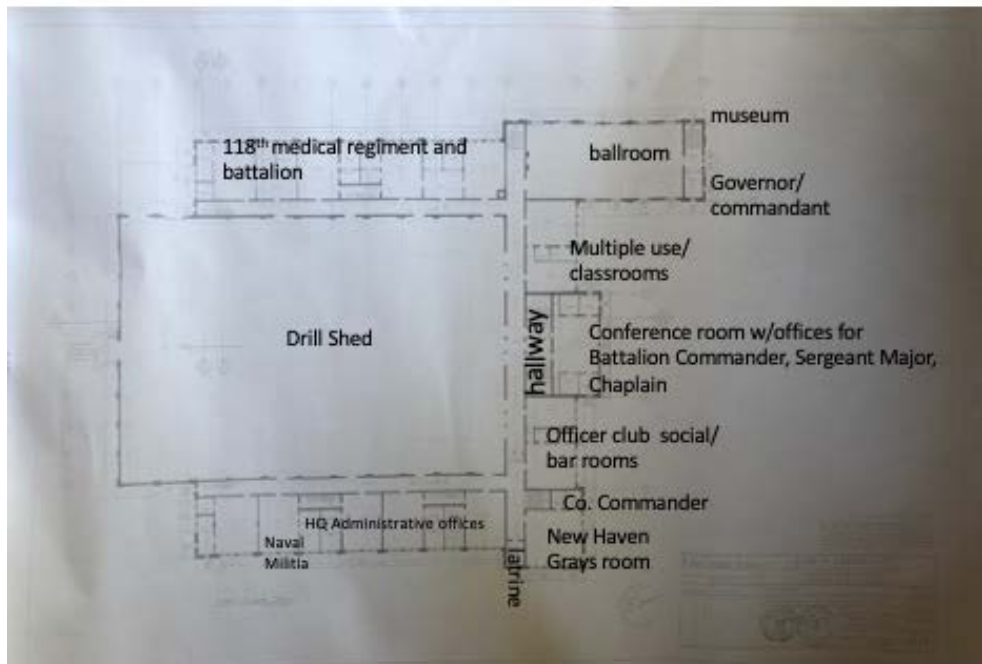 museum
118th medical regiment and
battalion
ballroom
Governor/
commandant
Multiple use/
classrooms
Drill Shed
hallway
Conference room w/offices for
Battalion Commander, Sergeant Major,
Chaplain
Officer club social/
bar rooms
Co. Commander
HQ Administrative offices
Naval
Militia
New Haven
Grays room
latrine